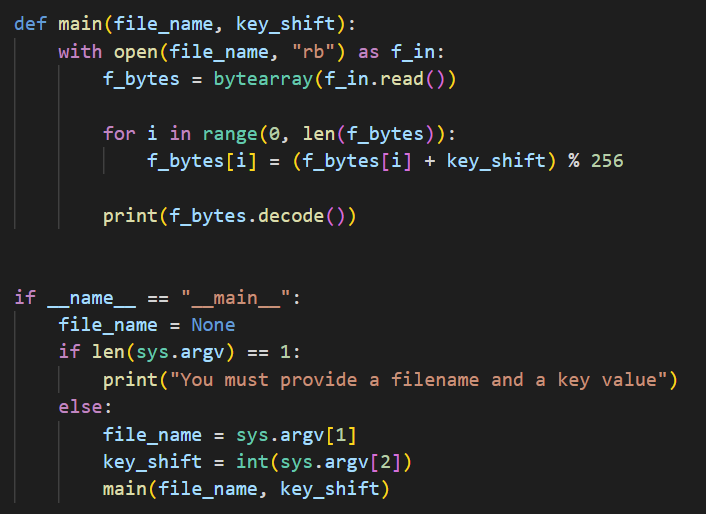 def main(file_name, key_shift):
    with open(file_name, "rb") as f_in:
        f_bytes = bytearray(f_in.read())

        for i in range(0, len(f_bytes)):
            f_bytes[i] = (f_bytes[i] + key_shift) % 256

        print(f_bytes.decode())


if __name__ == "__main__":
    file_name = None
    if len(sys.argv) == 1:
        print("You must provide a filename and a key value")
    else:
        file_name = sys.argv[1]
        key_shift = int(sys.argv[2])
        main(file_name, key_shift)